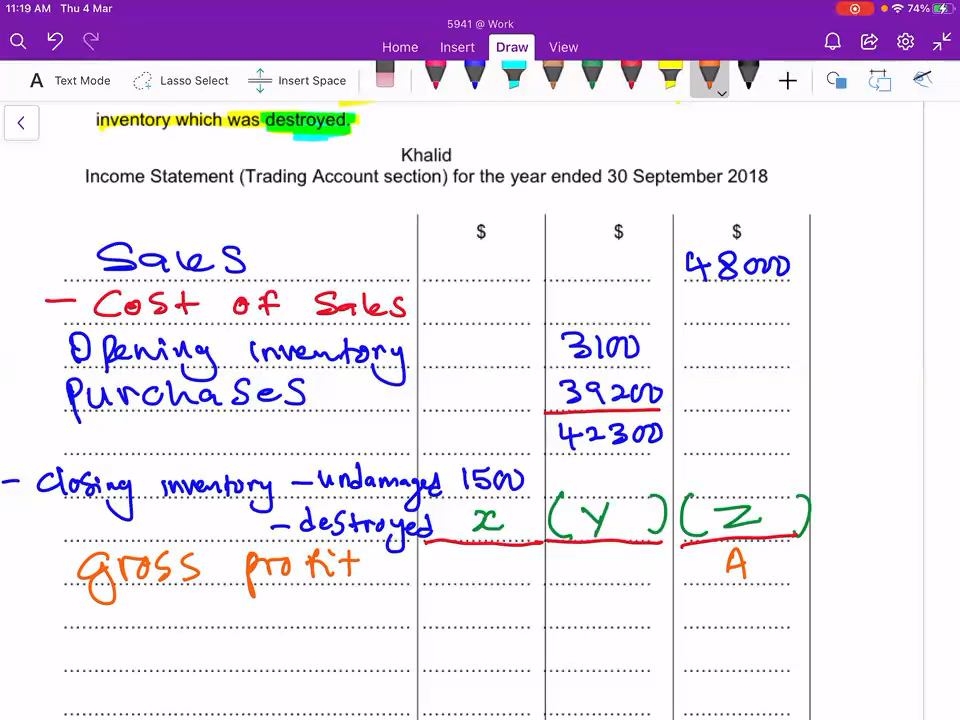 11:19 AM Thu 4 Mar
74%
5941 @ Work
Home Insert Draw View
A Text Mode Lasso Select Insert Space
inventory which was destroyed.
Khalid
Income Statement (Trading Account section) for the year ended 30 September 2018
$ $ $
Sales 48000
- Cost of Sales
Opening inventory 3100
Purchases 39200
42300
- Closing inventory - undamaged 1500
- destroyed x (Y) (Z)
gross profit A